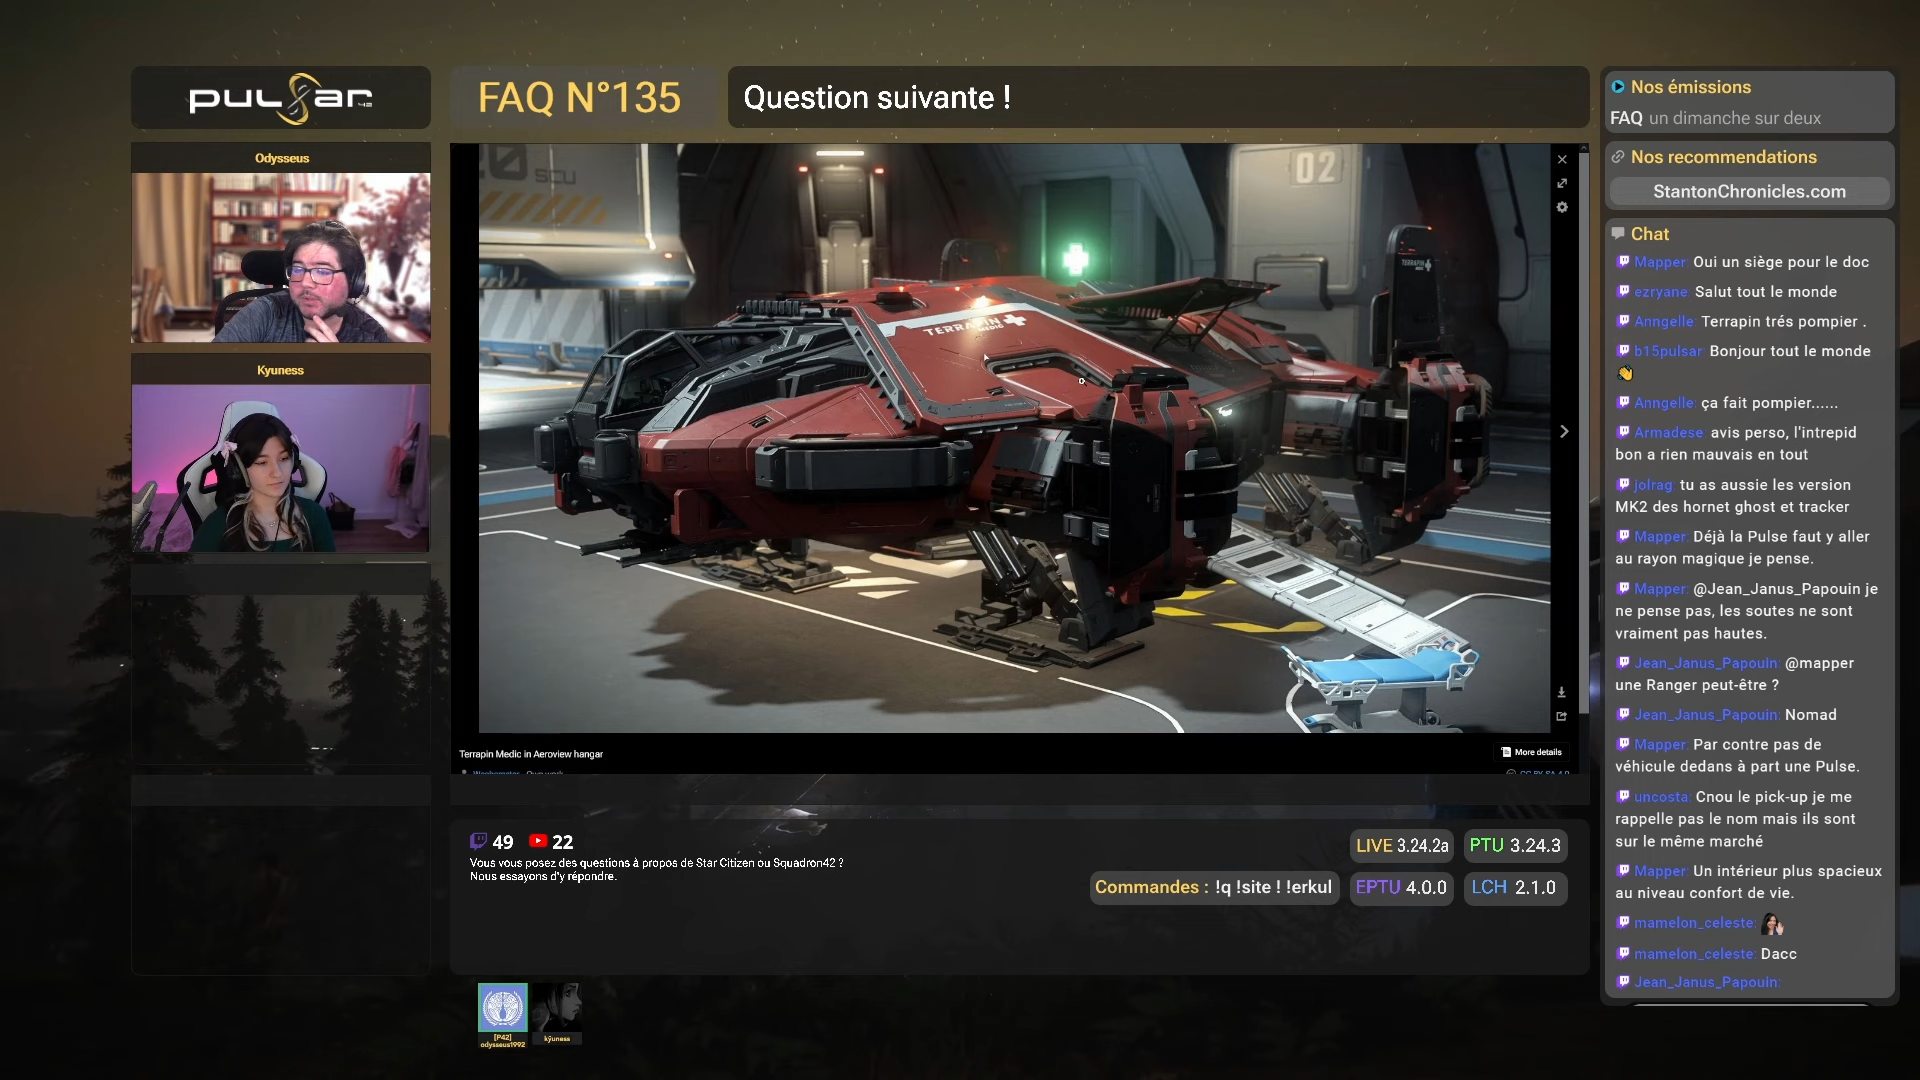 pulsar 42
FAQ N°135
Question suivante !
Odysseus
Kyuness
SCU
02
TERRAPIN
MEDIC
TERRAPIN
Terrapin Medic in Aeroview hangar
More details
49
22
Vous vous posez des questions à propos de Star Citizen ou Squadron42 ?
Nous essayons d'y répondre.
Commandes : !q !site ! !erkul
LIVE 3.24.2a
PTU 3.24.3
EPTU 4.0.0
LCH 2.1.0
[P42]
odysseus1992
kÿuness
Nos émissions
FAQ un dimanche sur deux
Nos recommendations
StantonChronicles.com
Chat
Mapper: Oui un siège pour le doc
ezryane: Salut tout le monde
Anngelle: Terrapin trés pompier .
b15pulsar: Bonjour tout le monde
Anngelle: ça fait pompier......
Armadese: avis perso, l'intrepid
bon a rien mauvais en tout
jolrag: tu as aussie les version
MK2 des hornet ghost et tracker
Mapper: Déjà la Pulse faut y aller
au rayon magique je pense.
Mapper: @Jean_Janus_Papouin je
ne pense pas, les soutes ne sont
vraiment pas hautes.
Jean_Janus_Papouin: @mapper
une Ranger peut-être ?
Jean_Janus_Papouin: Nomad
Mapper: Par contre pas de
véhicule dedans à part une Pulse.
uncosta: Cnou le pick-up je me
rappelle pas le nom mais ils sont
sur le même marché
Mapper: Un intérieur plus spacieux
au niveau confort de vie.
mamelon_celeste:
mamelon_celeste: Dacc
Jean_Janus_Papouin: